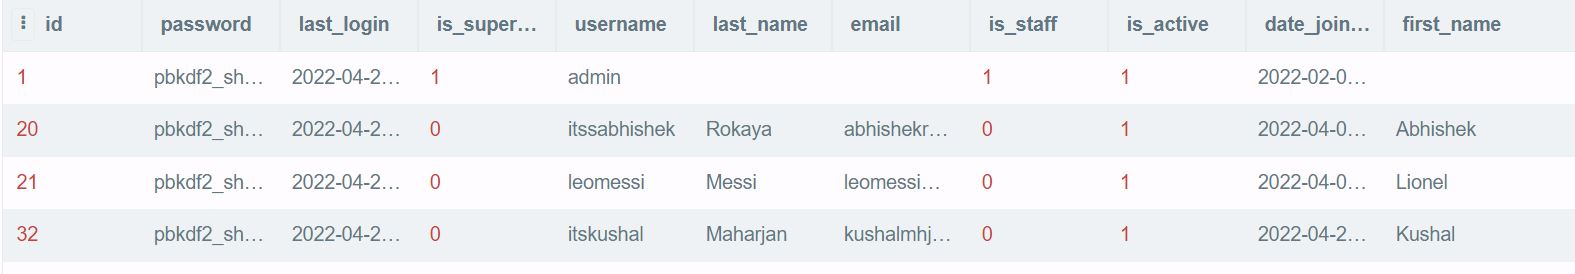 id password last_login is_super… username last_name email is_staff is_active date_join… first_name
1 pbkdf2_sh… 2022-04-2… 1 admin 1 1 2022-02-0…
20 pbkdf2_sh… 2022-04-2… 0 itssabhishek Rokaya abhishekr… 0 1 2022-04-0… Abhishek
21 pbkdf2_sh… 2022-04-2… 0 leomessi Messi leomessi… 0 1 2022-04-0… Lionel
32 pbkdf2_sh… 2022-04-2… 0 itskushal Maharjan kushalmhj… 0 1 2022-04-2… Kushal